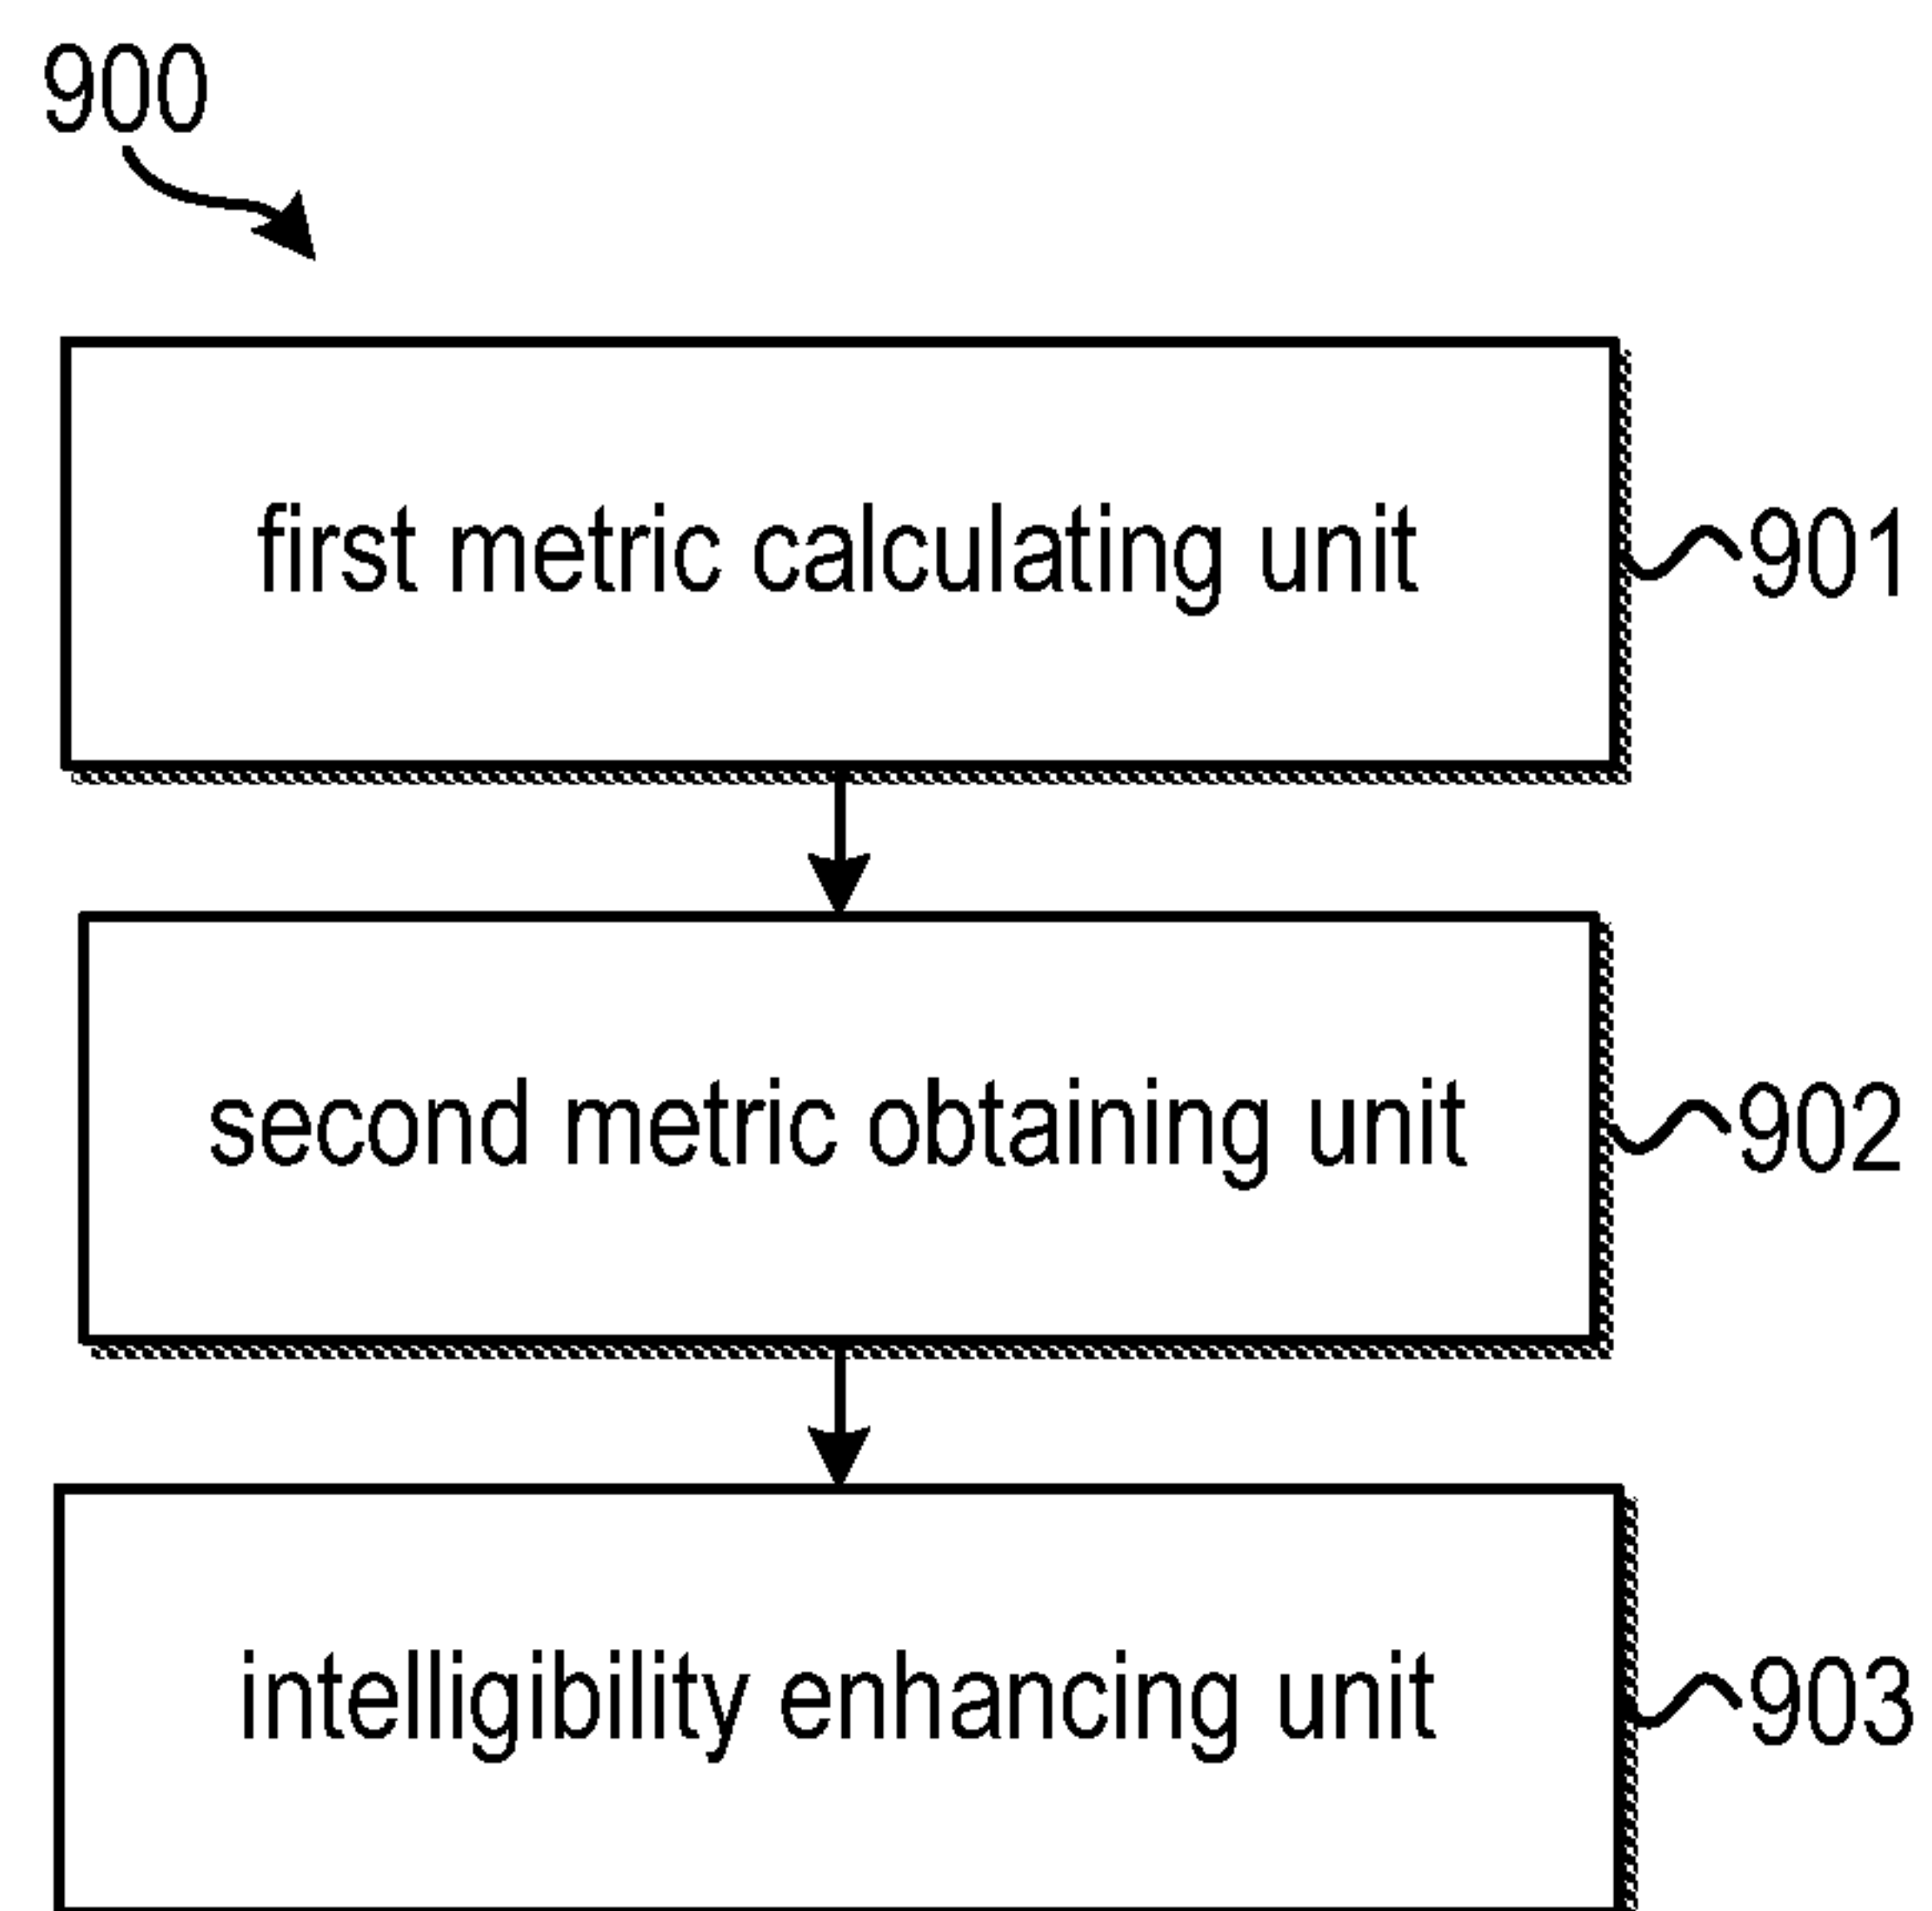 900
first metric calculating unit
901
second metric obtaining unit
902
intelligibility enhancing unit
903